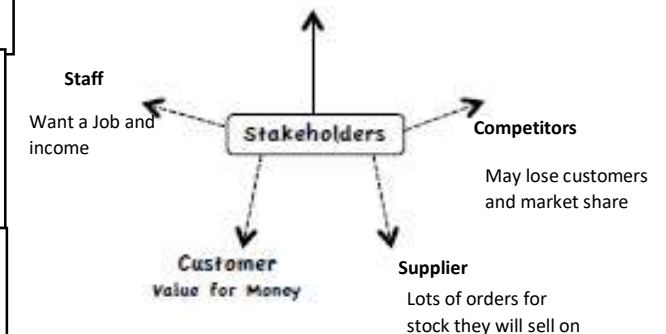 Staff
Want a Job and
income
Stakeholders
Competitors
May lose customers
and market share
Customer
Value for Money
Supplier
Lots of orders for
stock they will sell on